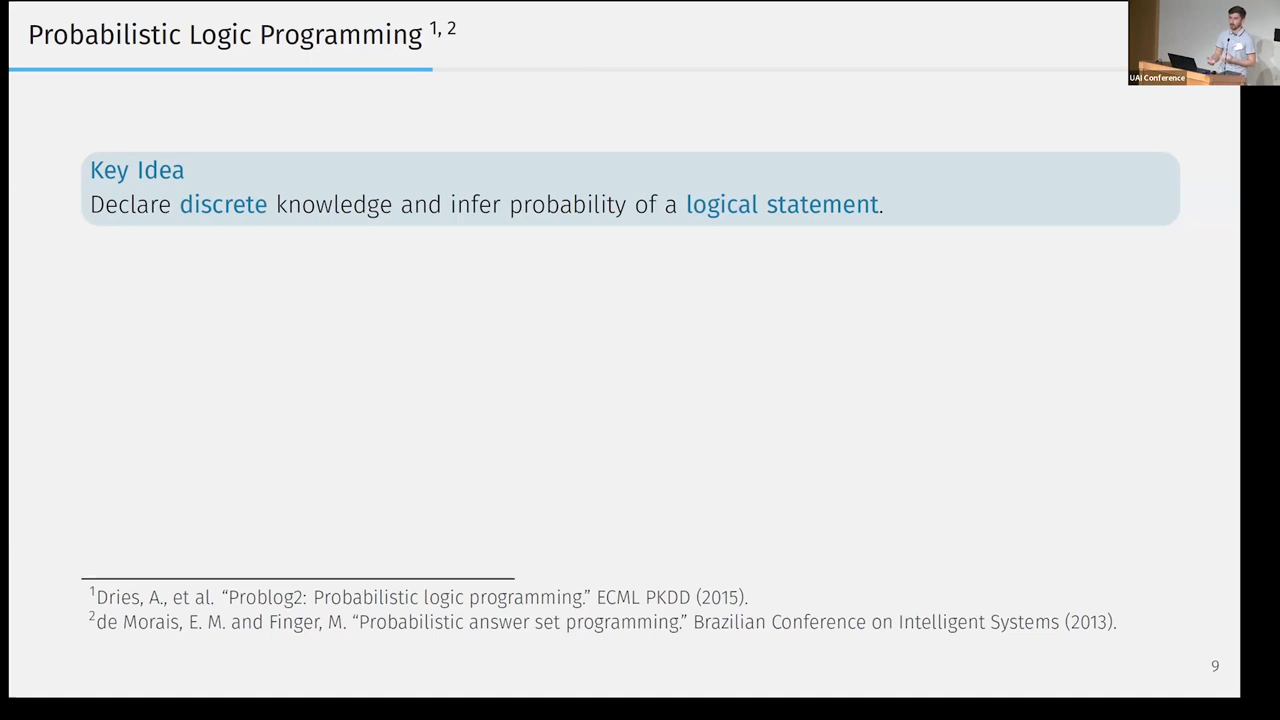 Probabilistic Logic Programming 1, 2
UAI Conference
Key Idea
Declare discrete knowledge and infer probability of a logical statement.
1Dries, A., et al. “Problog2: Probabilistic logic programming.” ECML PKDD (2015).
2de Morais, E. M. and Finger, M. “Probabilistic answer set programming.” Brazilian Conference on Intelligent Systems (2013).
9